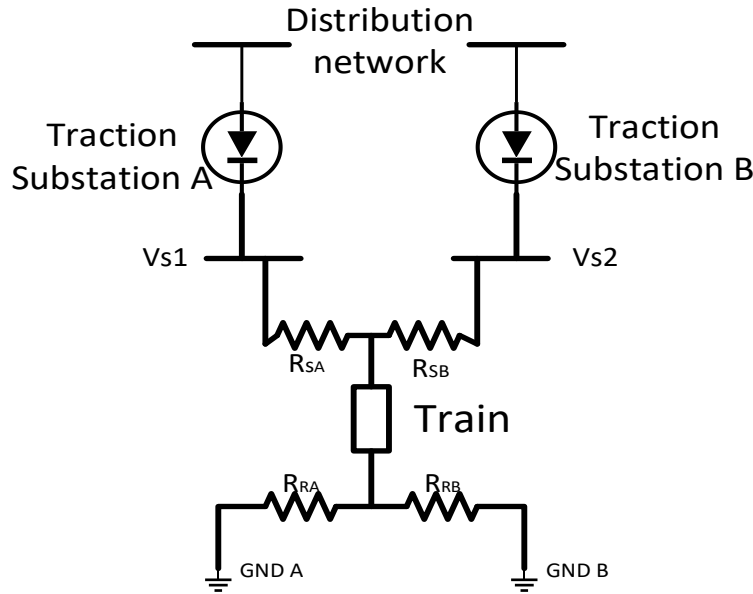 Distribution
network
Traction
Substation A
Traction
Substation B
Vs1
Vs2
RSA
RSB
Train
RRA
RRB
GND A
GND B